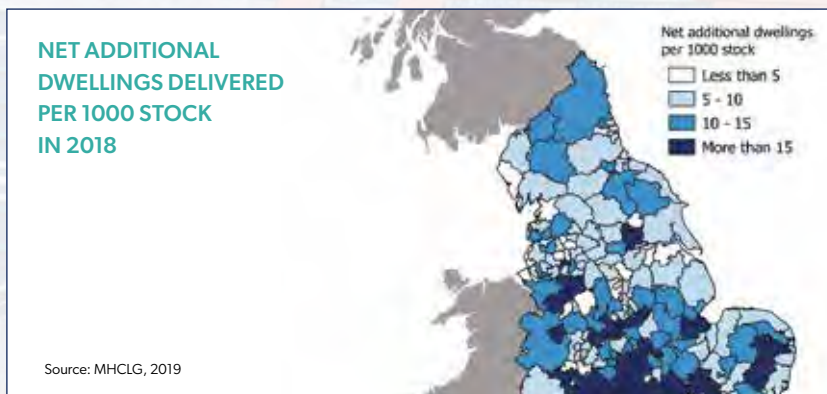 NET ADDITIONAL
DWELLINGS DELIVERED
PER 1000 STOCK
IN 2018
Net additional dwellings
per 1000 stock
Less than 5
5 - 10
10 - 15
More than 15
Source: MHCLG, 2019